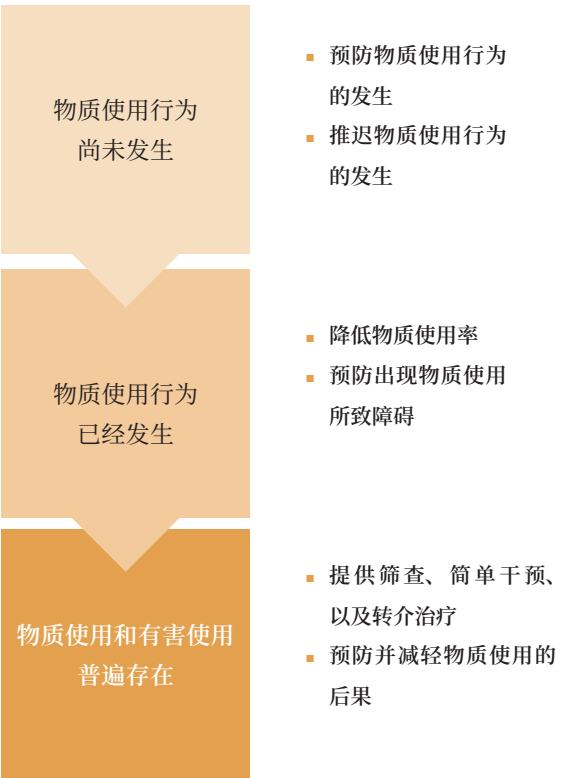 物质使用行为
尚未发生
▪ 预防物质使用行为
的发生
▪ 推迟物质使用行为
的发生
物质使用行为
已经发生
▪ 降低物质使用率
▪ 预防出现物质使用
所致障碍
物质使用和有害使用
普遍存在
▪ 提供筛查、简单干预、
以及转介治疗
▪ 预防并减轻物质使用的
后果